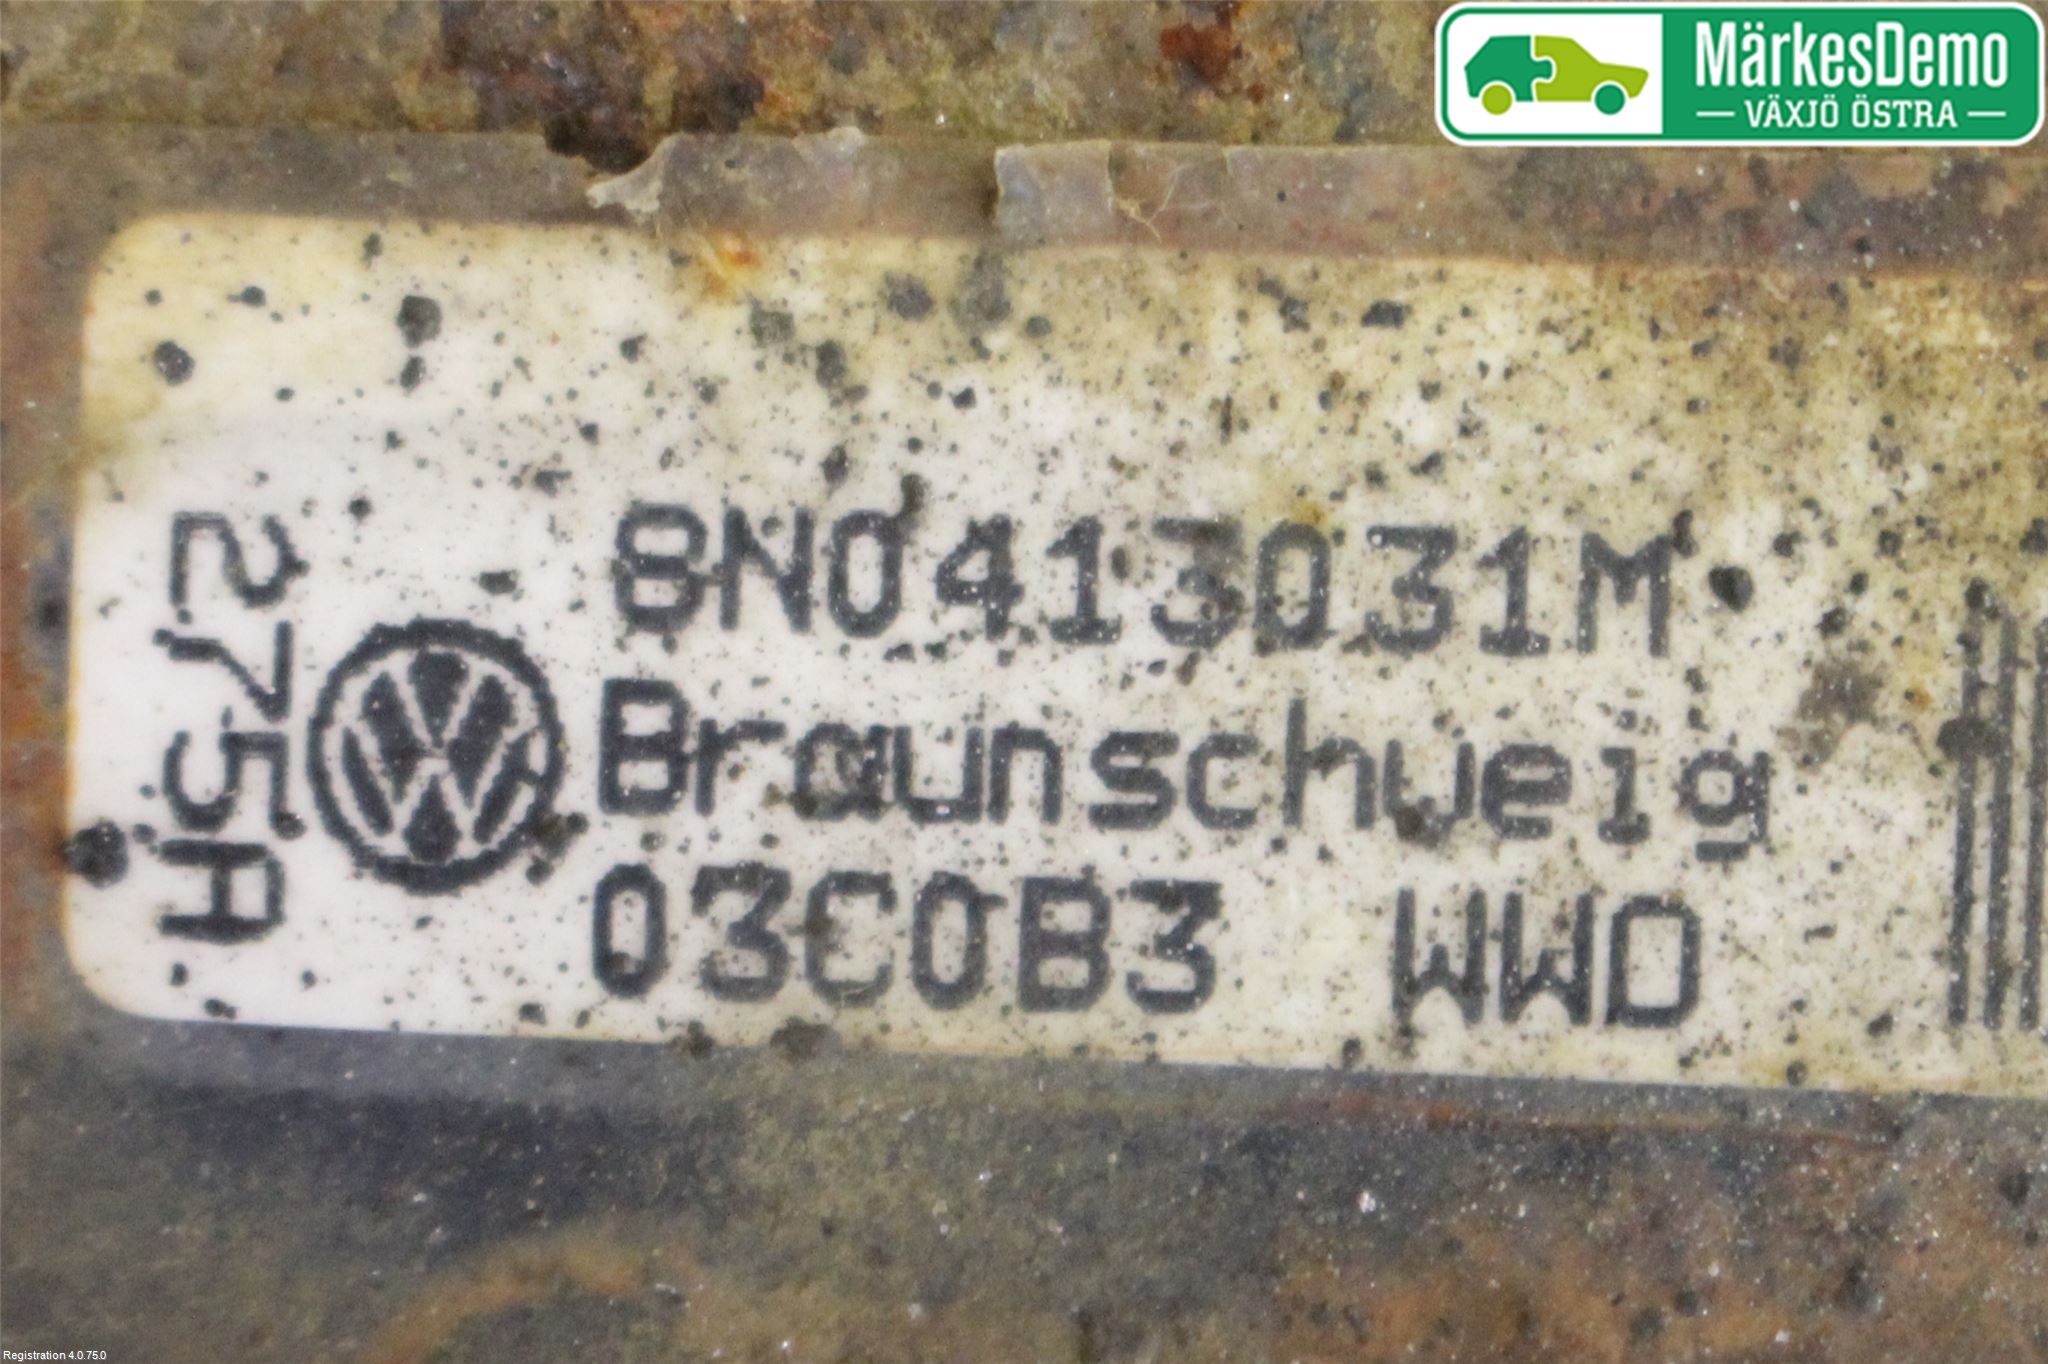 MärkesDemo
VÄXJÖ ÖSTRA
275A
8N0413031M
Braunschweig
03C0B3 WWD
Registration 4.0.75.0